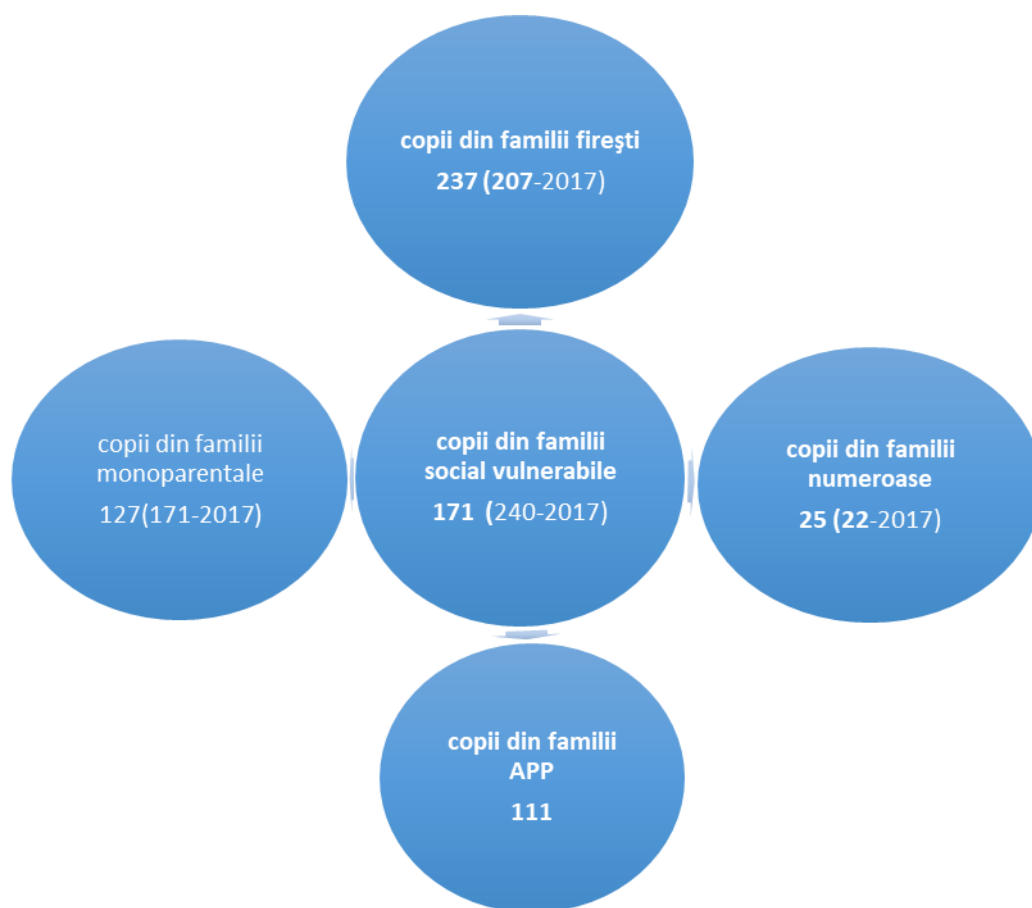 copii din familii fireşti
237 (207-2017)
copii din familii
monoparentale
127(171-2017)
copii din familii
social vulnerabile
171 (240-2017)
copii din familii
numeroase
25 (22-2017)
copii din familii
APP
111